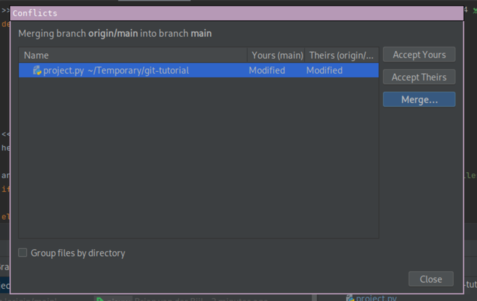 Conflicts
Merging branch origin/main into branch main
Name Yours (main) Theirs (origin/...
project.py ~/Temporary/git-tutorial Modified Modified
Accept Yours
Accept Theirs
Merge...
Group files by directory
Close
project.py